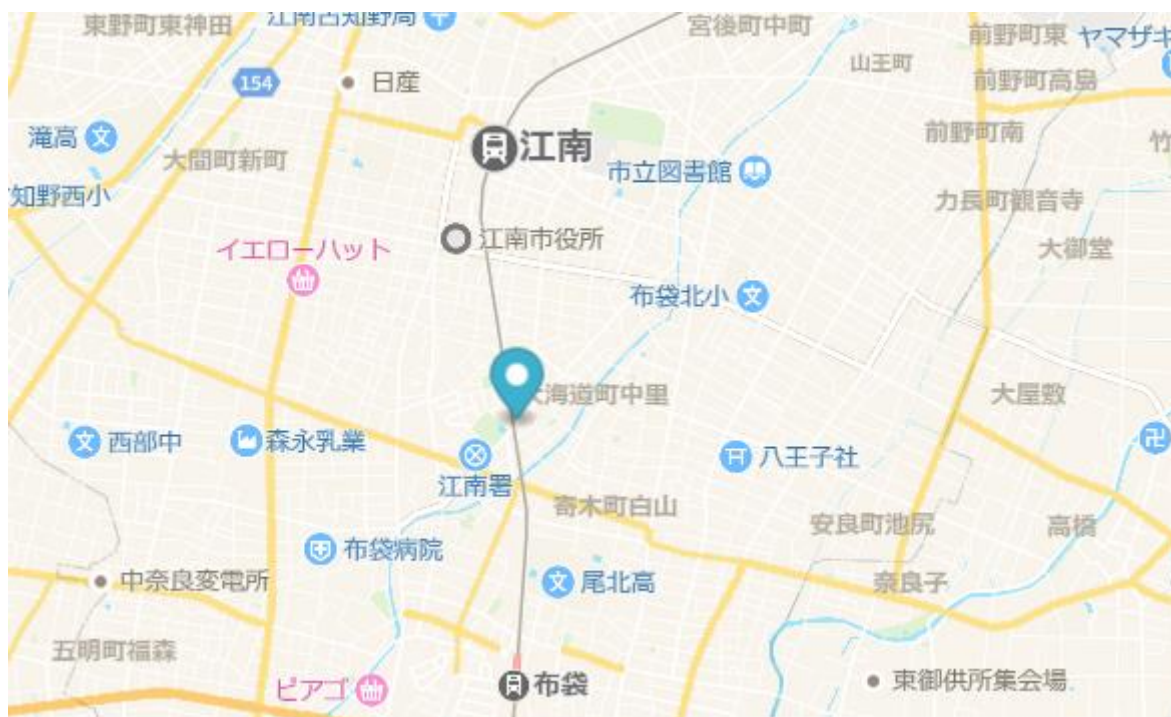 東野町東神田
江南古知野局
宮後町中町
前野町東
ヤマザキ
山王町
154
日産
前野町高島
滝高
大間町新町
江南
前野町南
竹
市立図書館
知野西小
力長町観音寺
江南市役所
イエローハット
大御堂
布袋北小
海道町中里
大屋敷
西部中
森永乳業
八王子社
江南署
寄木町白山
安良町池尻
高橋
布袋病院
中奈良変電所
尾北高
奈良子
五明町福森
ピアゴ
布袋
東御供所集会場